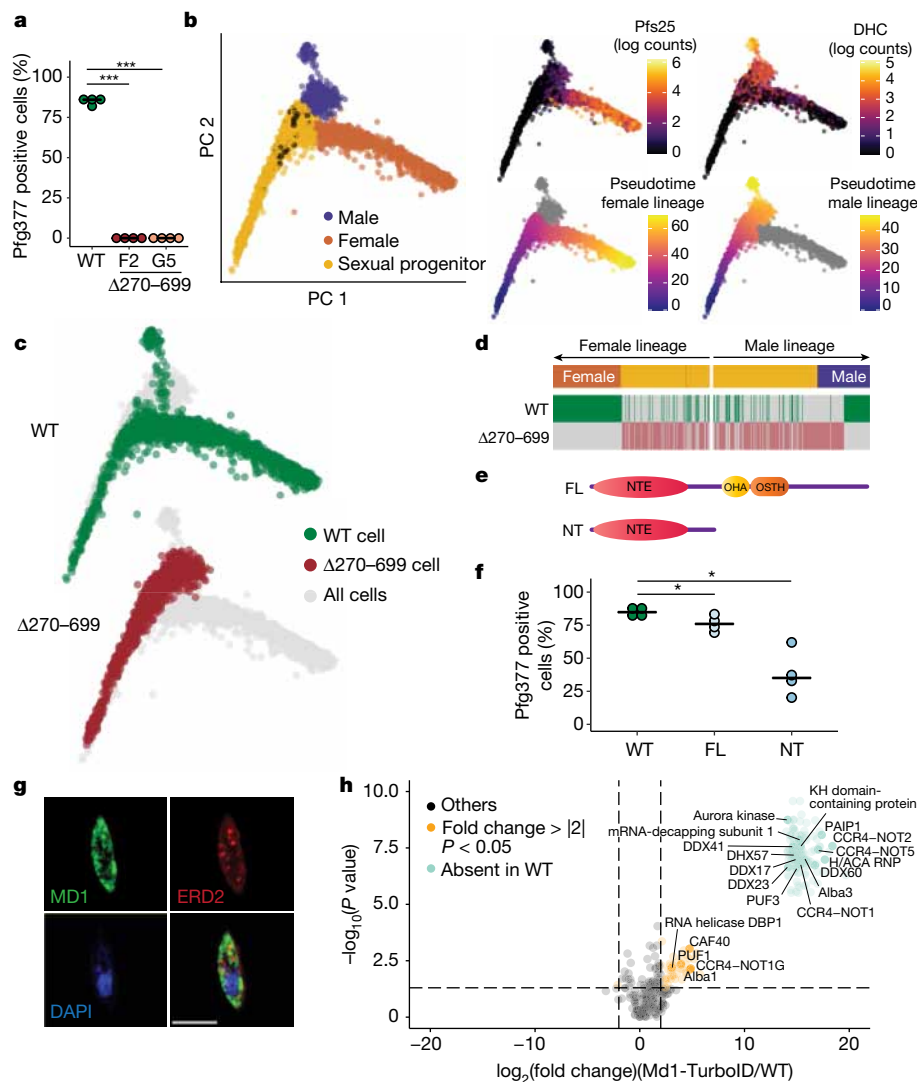 a
Pfg377 positive cells (%)
100
75
50
25
0
***
***
WT F2 G5
Δ270–699
b
PC 2
PC 1
Male
Female
Sexual progenitor
Pfs25
(log counts)
6
5
4
3
2
1
0
DHC
(log counts)
5
4
3
2
1
0
Pseudotime
female lineage
60
40
20
0
Pseudotime
male lineage
40
30
20
10
0
c
WT
Δ270–699
WT cell
Δ270–699 cell
All cells
d
Female lineage Male lineage
Female Male
WT
Δ270–699
e
FL NTE OHA OSTH
NT NTE
f
Pfg377 positive
cells (%)
100
75
50
25
0
*
*
WT FL NT
g
MD1 ERD2
DAPI
h
−log10(P value)
10.0
7.5
5.0
2.5
0
Others
Fold change > |2|
P < 0.05
Absent in WT
KH domain-
containing protein
Aurora kinase
PAIP1
mRNA-decapping subunit 1
CCR4–NOT2
DDX41
CCR4–NOT5
DHX57
H/ACA RNP
DDX17
DDX60
DDX23
Alba3
PUF3
CCR4–NOT1
RNA helicase DBP1
CAF40
PUF1
CCR4–NOT1G
Alba1
−20 −10 0 10 20
log2(fold change)(Md1-TurboID/WT)